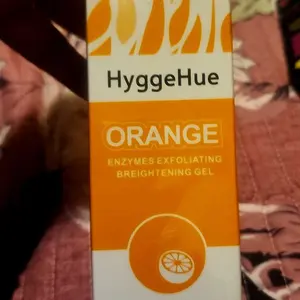 HyggeHue
ORANGE
ENZYMES EXFOLIATING
BREIGHTENING GEL